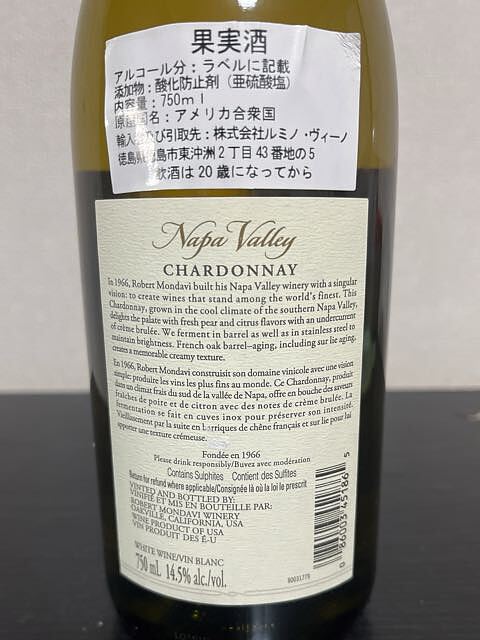 果実酒
アルコール分：ラベルに記載
添加物：酸化防止剤（亜硫酸塩）
内容量：750ml
原産国名：アメリカ合衆国
輸入者及び引取先：株式会社ルミノ・ヴィーノ
徳島県徳島市東沖洲2丁目43番地の5
飲酒は20歳になってから
Napa Valley
CHARDONNAY
In 1966, Robert Mondavi built his Napa Valley winery with a singular
vision: to create wines that stand among the world's finest. This
Chardonnay, grown in the cool climate of the southern Napa Valley,
delights the palate with fresh pear and citrus flavors with an undercurrent
of crème brulée. We ferment in barrel as well as in stainless steel to
maintain brightness. French oak barrel–aging, including sur lie aging,
creates a memorable creamy texture.
En 1966, Robert Mondavi construisit son domaine vinicole avec une vision
simple: produire les vins les plus fins au monde. Ce Chardonnay, produit
dans un climat frais du sud de la vallée de Napa, offre en bouche des saveurs
fraîches de poire et de citron avec des notes de crème brulée. La
fermentation se fait en cuves inox pour préserver son intensité.
Vieillissement par la suite en barriques de chêne français et sur lie pour lui
apporter une texture crémeuse.
Fondée en 1966
Please drink responsibly/Buvez avec modération
Contains Sulphites Contient des Sulfites
Return for refund where applicable/Consignée là où la loi le prescrit
VINTED AND BOTTLED BY:
VINIFIÉ ET MIS EN BOUTEILLE PAR:
ROBERT MONDAVI WINERY
OAKVILLE, CALIFORNIA, USA
WINE PRODUCT OF USA
VIN PRODUIT DES É-U
WHITE WINE/VIN BLANC
750 mL 14.5% alc./vol.
0 86003 45186 5